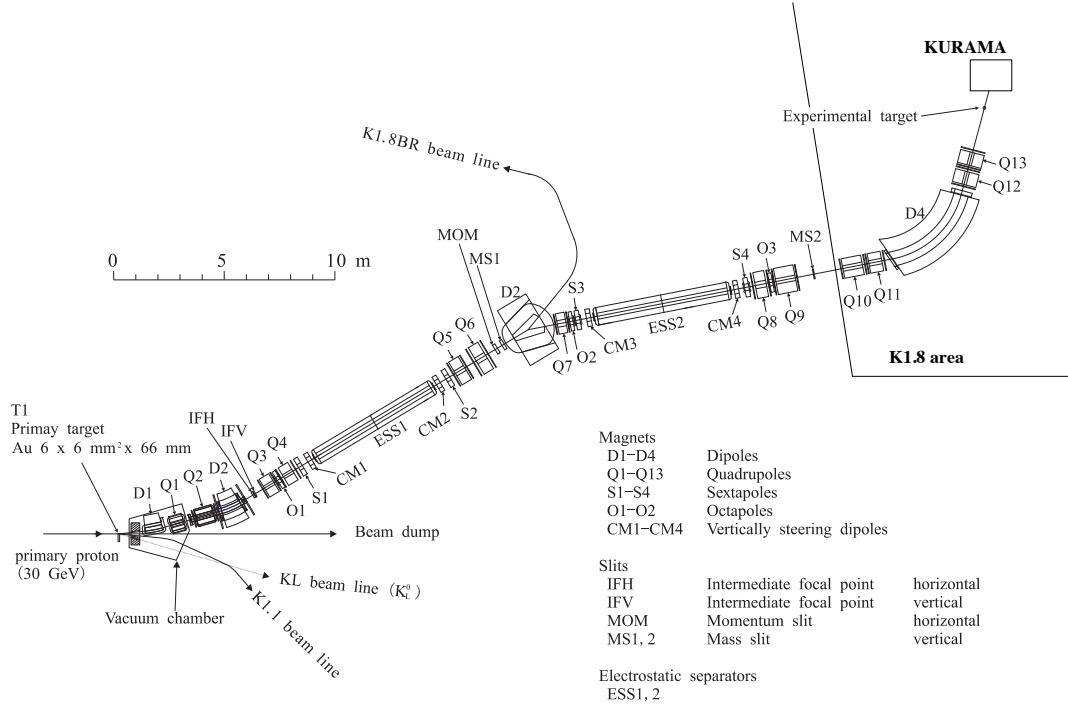 KURAMA
Experimental target
Q13
Q12
D4
K1.8BR beam line
0 5 10 m
MOM
MS1
D2
S3
S4
O3
MS2
Q10
Q11
Q8
Q9
CM4
ESS2
CM3
O2
Q7
K1.8 area
Q5
Q6
S2
CM2
ESS1
T1
Primay target
Au 6 x 6 mm²x 66 mm
IFH
IFV
Q3
Q4
CM1
S1
O1
D1
Q1
Q2
D2
Beam dump
primary proton
(30 GeV)
KL beam line (K⁰L)
K1.1 beam line
Vacuum chamber
Magnets
D1-D4 Dipoles
Q1-Q13 Quadrupoles
S1-S4 Sextapoles
O1-O2 Octapoles
CM1-CM4 Vertically steering dipoles
Slits
IFH Intermediate focal point horizontal
IFV Intermediate focal point vertical
MOM Momentum slit horizontal
MS1, 2 Mass slit vertical
Electrostatic separators
ESS1, 2